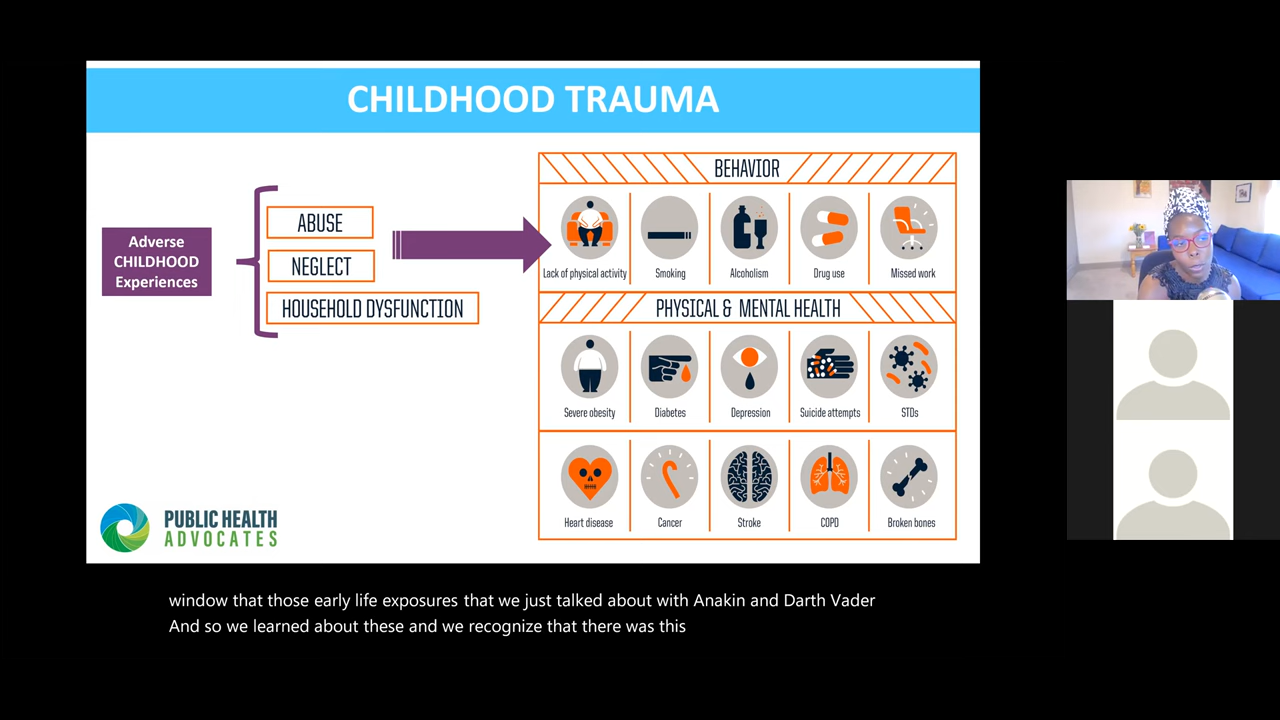 CHILDHOOD TRAUMA
Adverse
CHILDHOOD
Experiences
ABUSE
NEGLECT
HOUSEHOLD DYSFUNCTION
BEHAVIOR
Lack of physical activity
Smoking
Alcoholism
Drug use
Missed work
PHYSICAL & MENTAL HEALTH
Severe obesity
Diabetes
Depression
Suicide attempts
STDs
Heart disease
Cancer
Stroke
COPD
Broken bones
PUBLIC HEALTH
ADVOCATES
window that those early life exposures that we just talked about with Anakin and Darth Vader
And so we learned about these and we recognize that there was this